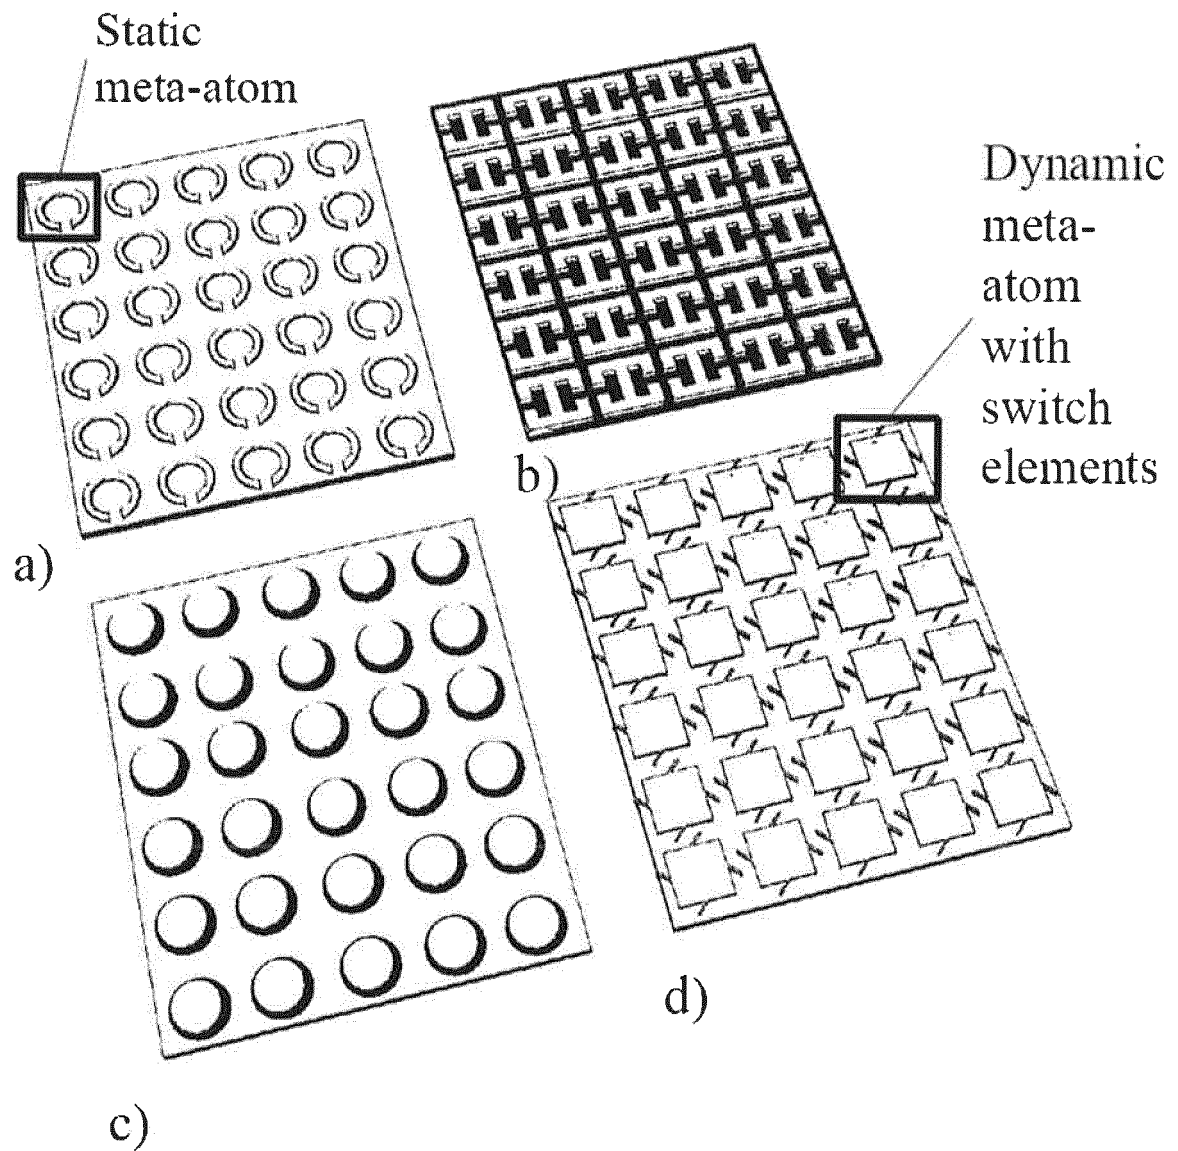 Static
meta-atom
Dynamic
meta-
atom
with
switch
elements
b)
a)
d)
c)